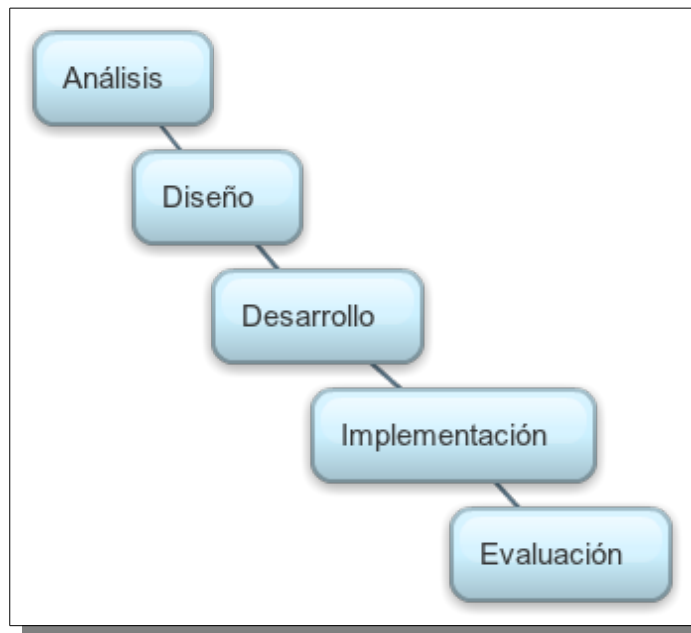 Análisis
Diseño
Desarrollo
Implementación
Evaluación